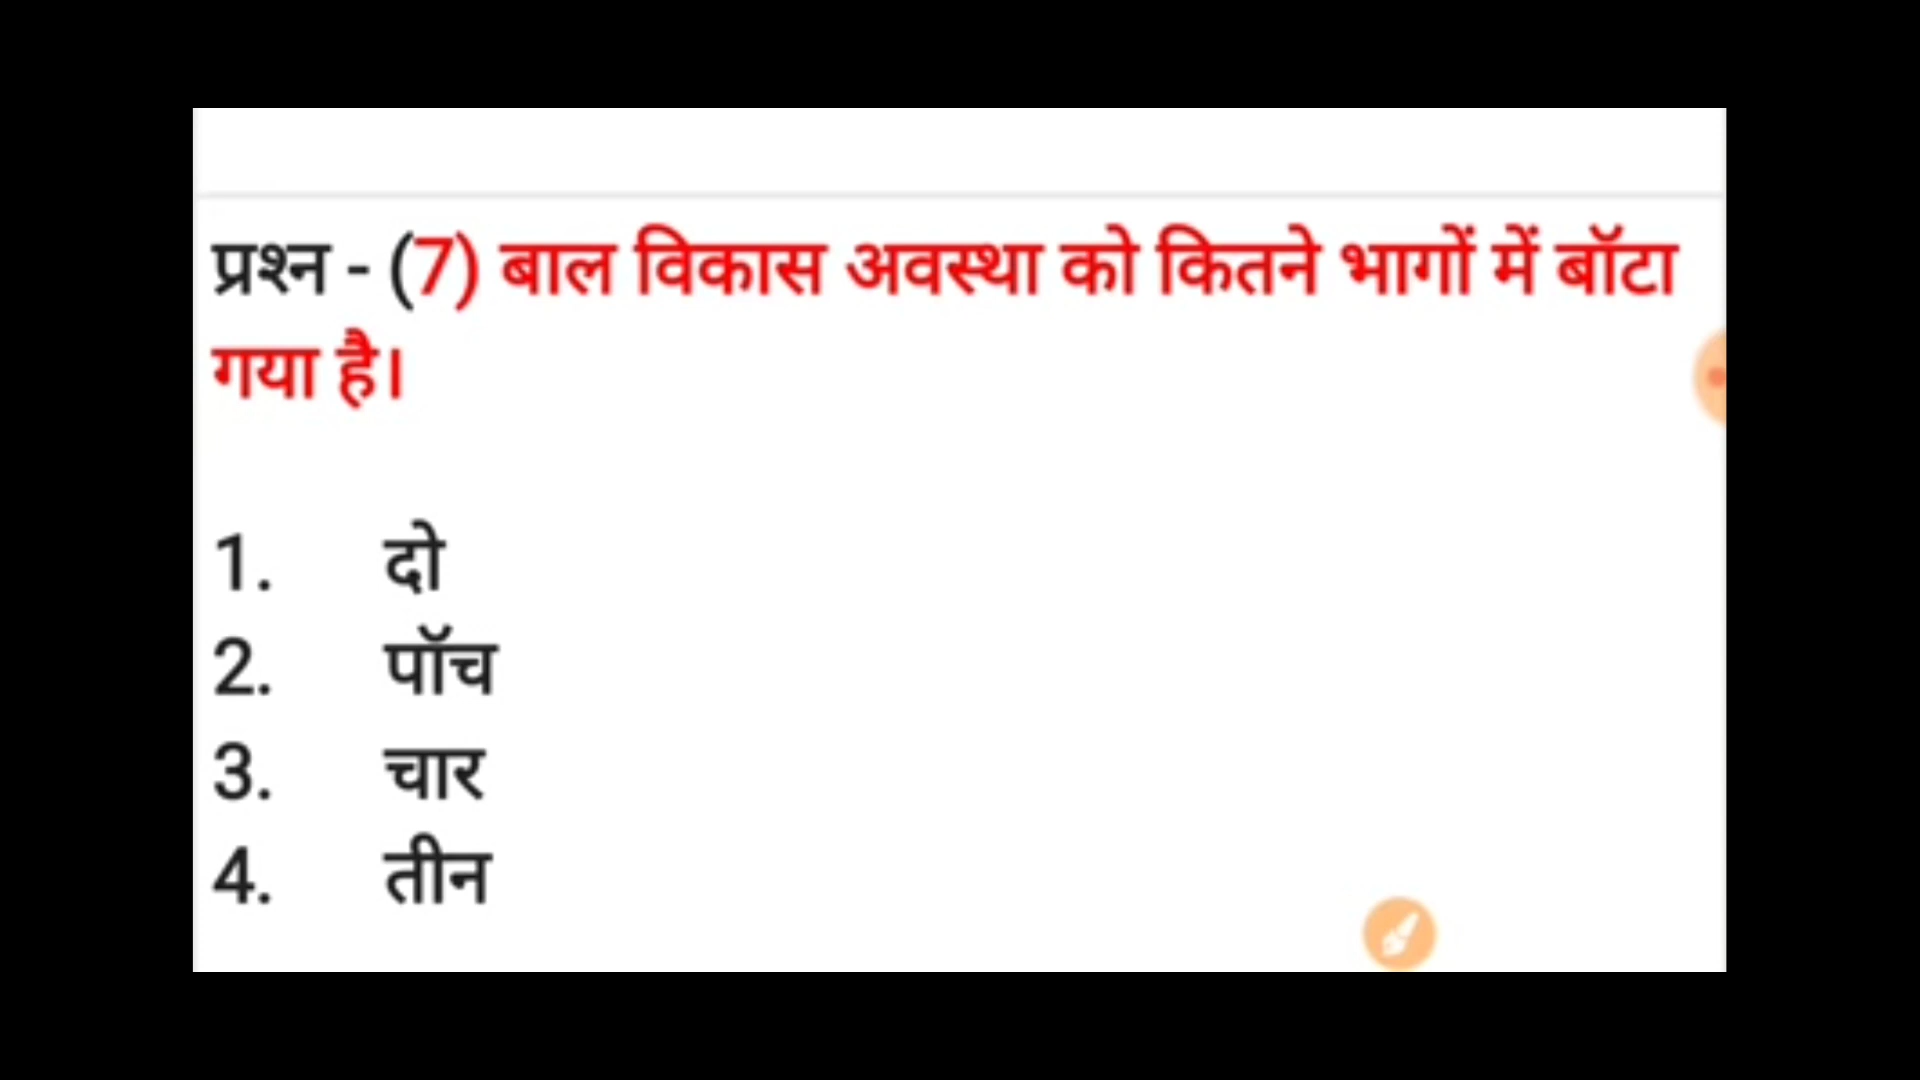 प्रश्न - (7) बाल विकास अवस्था को कितने भागों में बॉटा
गया है।
1. दो
2. पॉच
3. चार
4. तीन